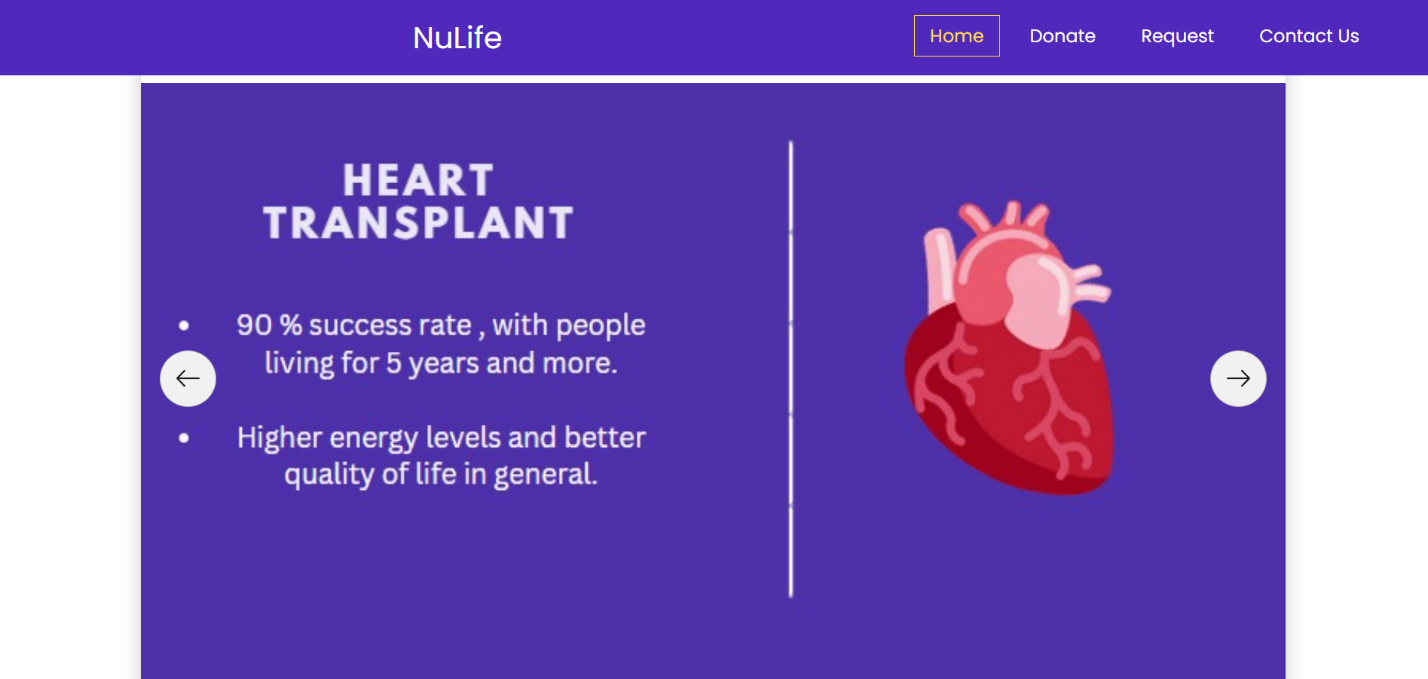 NuLife
Home
Donate
Request
Contact Us
HEART
TRANSPLANT
• 90 % success rate , with people
living for 5 years and more.
• Higher energy levels and better
quality of life in general.